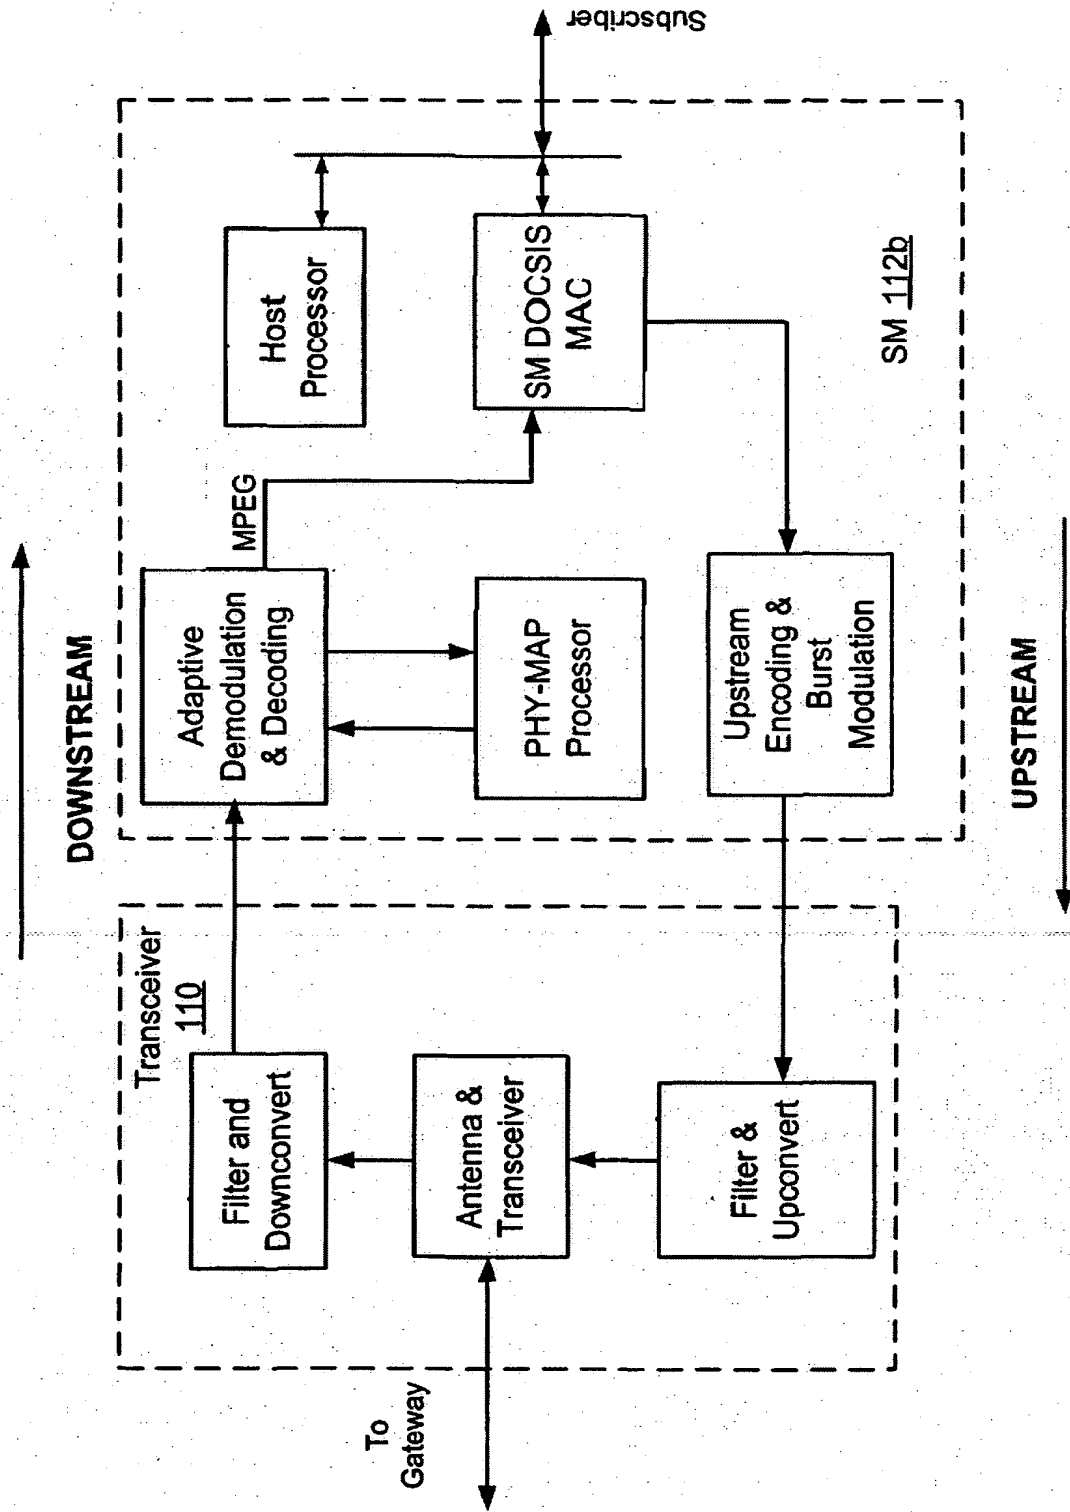 DOWNSTREAM
Transceiver
110
Filter and
Downconvert
Antenna &
Transceiver
Filter &
Upconvert
To
Gateway
Adaptive
Demodulation
& Decoding
MPEG
PHY-MAP
Processor
Host
Processor
SM DOCSIS
MAC
Upstream
Encoding &
Burst
Modulation
SM 112b
Subscriber
UPSTREAM